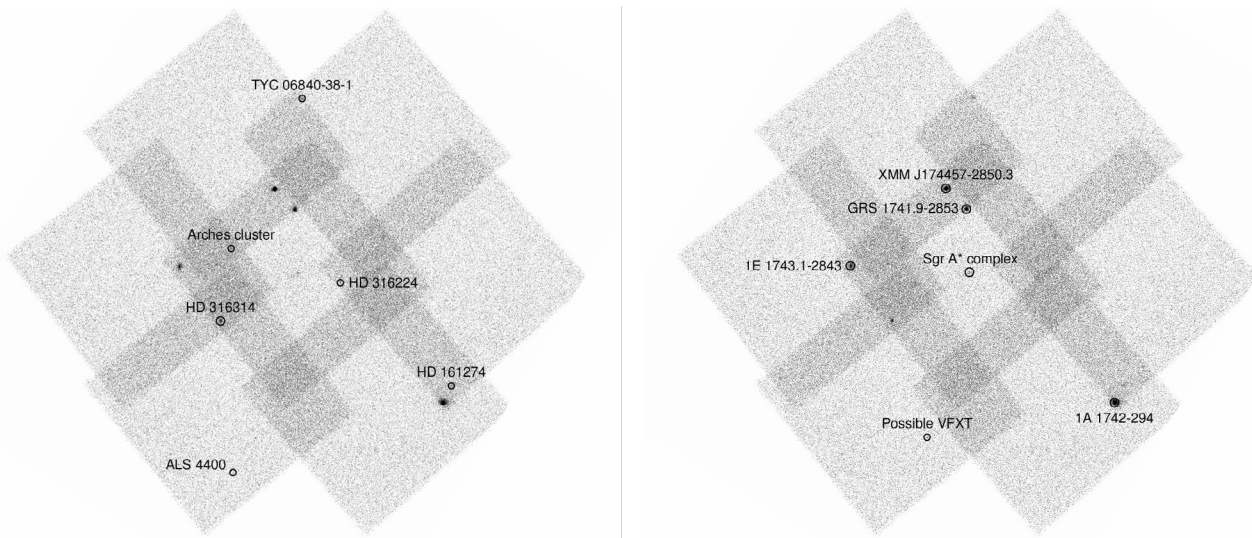 TYC 06840-38-1
Arches cluster
HD 316224
HD 316314
HD 161274
ALS 4400
XMM J174457-2850.3
GRS 1741.9-2853
1E 1743.1-2843
Sgr A* complex
Possible VFXT
1A 1742-294